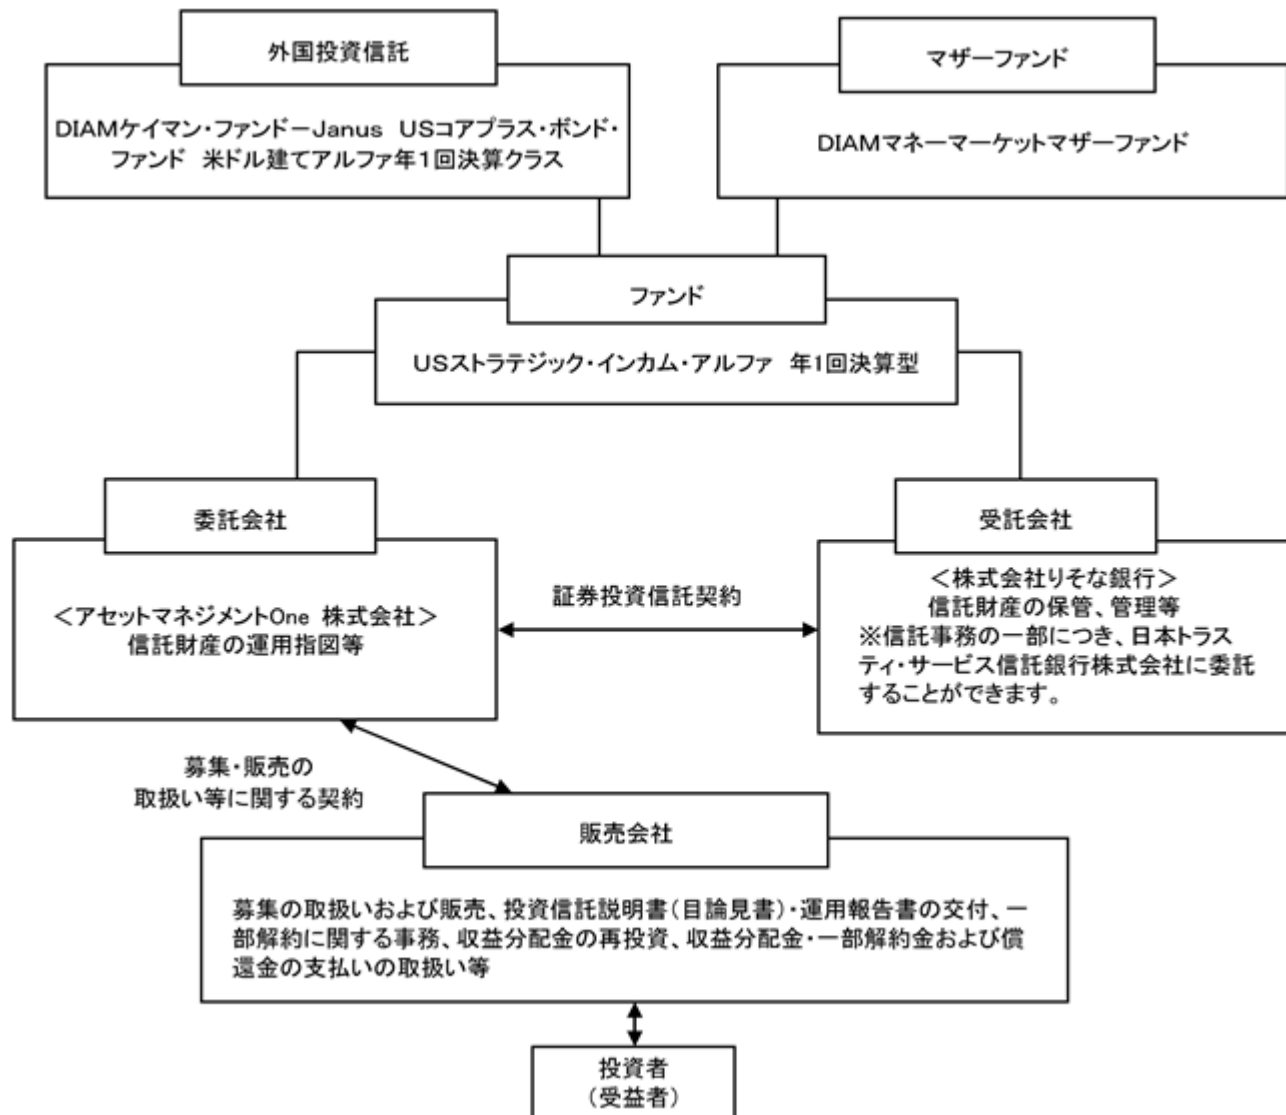 外国投資信託
マザーファンド
DIAMケイマン・ファンド－Janus　USコアプラス・ボンド・
ファンド　米ドル建てアルファ年1回決算クラス
DIAMマネーマーケットマザーファンド
ファンド
USストラテジック・インカム・アルファ　年1回決算型
委託会社
受託会社
＜アセットマネジメントOne 株式会社＞
信託財産の運用指図等
証券投資信託契約
＜株式会社りそな銀行＞
信託財産の保管、管理等
※信託事務の一部につき、日本トラス
ティ・サービス信託銀行株式会社に委託
することができます。
募集・販売の
取扱い等に関する契約
販売会社
募集の取扱いおよび販売、投資信託説明書（目論見書）・運用報告書の交付、一
部解約に関する事務、収益分配金の再投資、収益分配金・一部解約金および償
還金の支払いの取扱い等
投資者
（受益者）